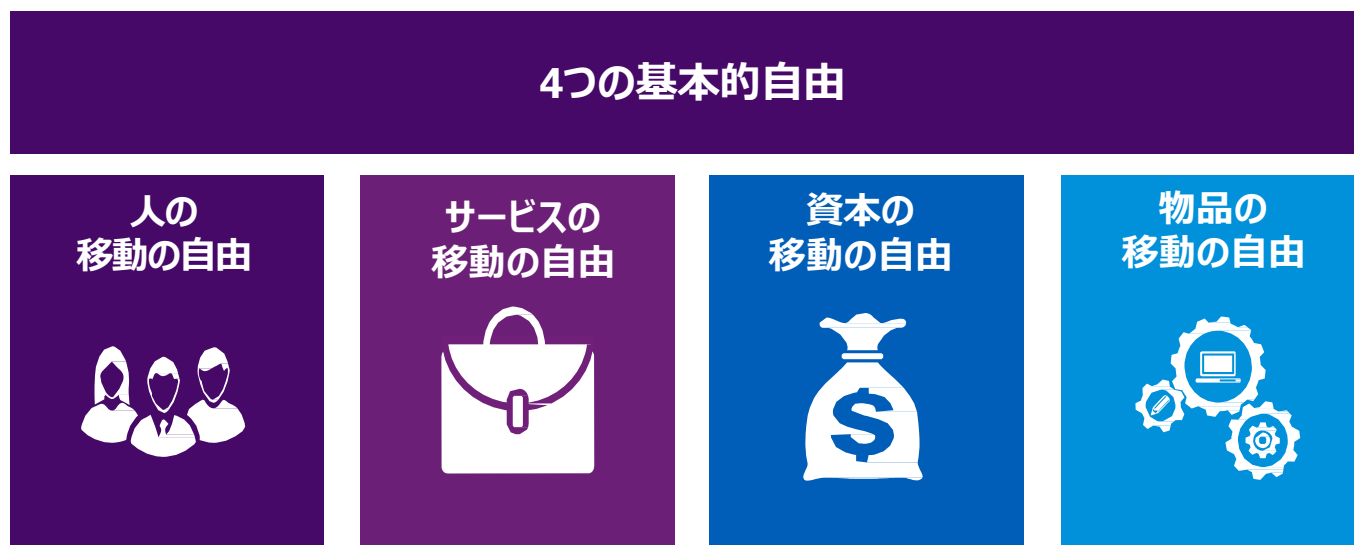 4つの基本的自由
人の
移動の自由
サービスの
移動の自由
資本の
移動の自由
物品の
移動の自由
$